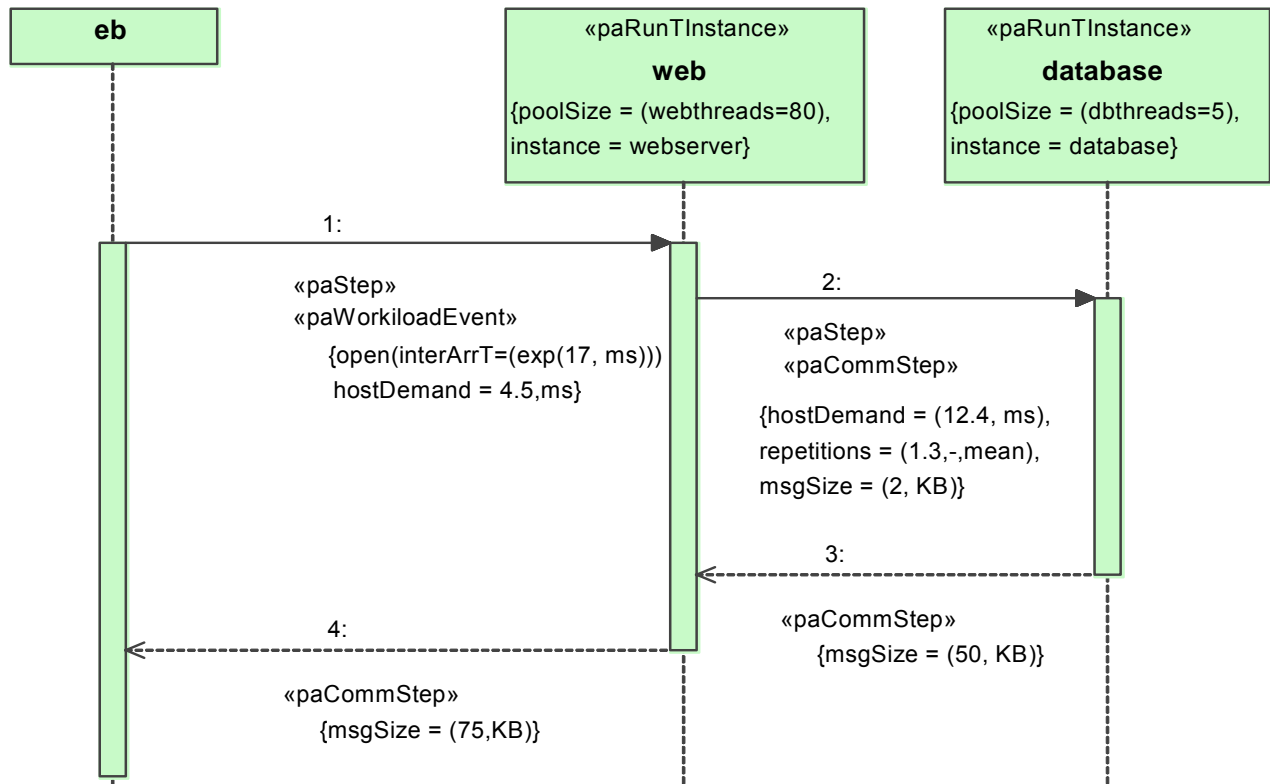 eb
«paRunTInstance»
web
{poolSize = (webthreads=80),
instance = webserver}
«paRunTInstance»
database
{poolSize = (dbthreads=5),
instance = database}
1:
«paStep»
«paWorkiloadEvent»
{open(interArrT=(exp(17, ms)))
hostDemand = 4.5,ms}
2:
«paStep»
«paCommStep»
{hostDemand = (12.4, ms),
repetitions = (1.3,-,mean),
msgSize = (2, KB)}
3:
«paCommStep»
{msgSize = (50, KB)}
4:
«paCommStep»
{msgSize = (75,KB)}